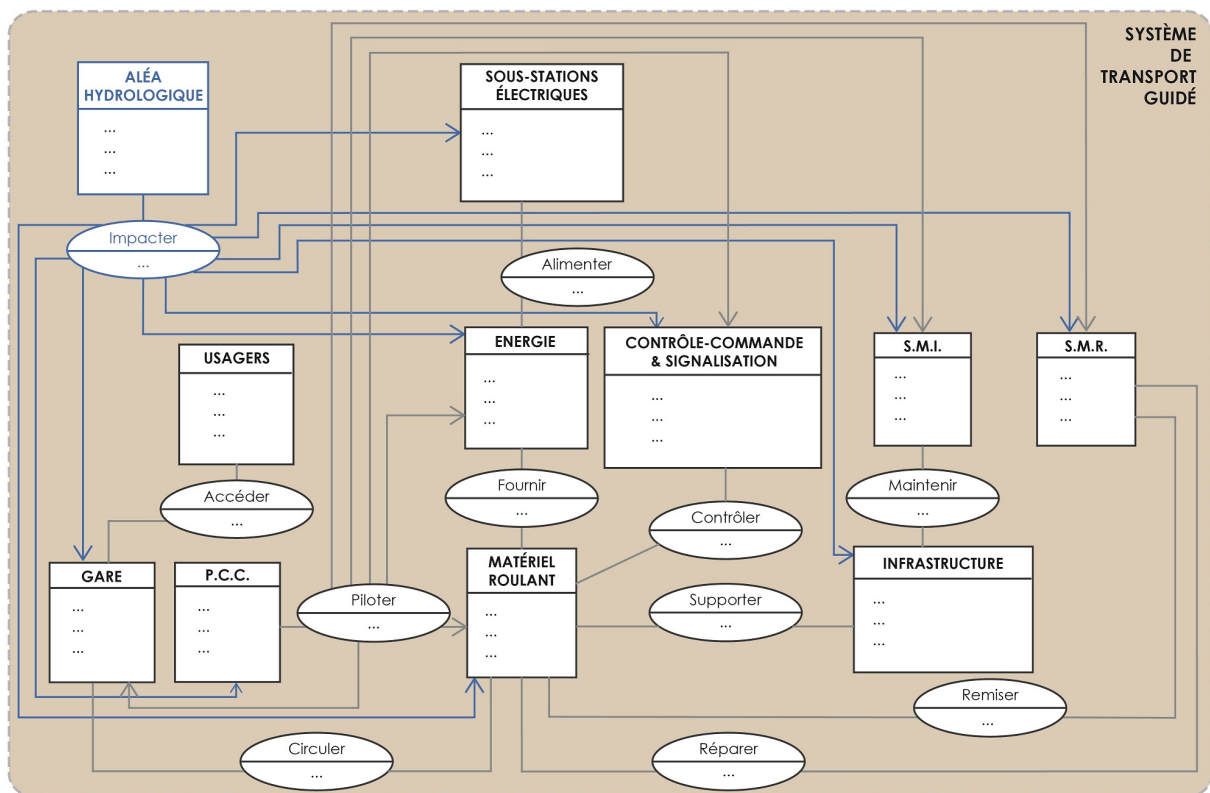 SYSTÈME
DE
TRANSPORT
GUIDÉ
ALÉA
HYDROLOGIQUE
...
...
...
SOUS-STATIONS
ÉLECTRIQUES
...
...
...
Impacter
...
Alimenter
...
USAGERS
...
...
...
ENERGIE
...
...
...
CONTRÔLE-COMMANDE
& SIGNALISATION
...
...
...
S.M.I.
...
...
...
S.M.R.
...
...
...
Accéder
...
Fournir
...
Contrôler
...
Maintenir
...
GARE
...
...
...
P.C.C.
...
...
...
Piloter
...
MATÉRIEL
ROULANT
...
...
...
Supporter
...
INFRASTRUCTURE
...
...
...
Remiser
...
Circuler
...
Réparer
...